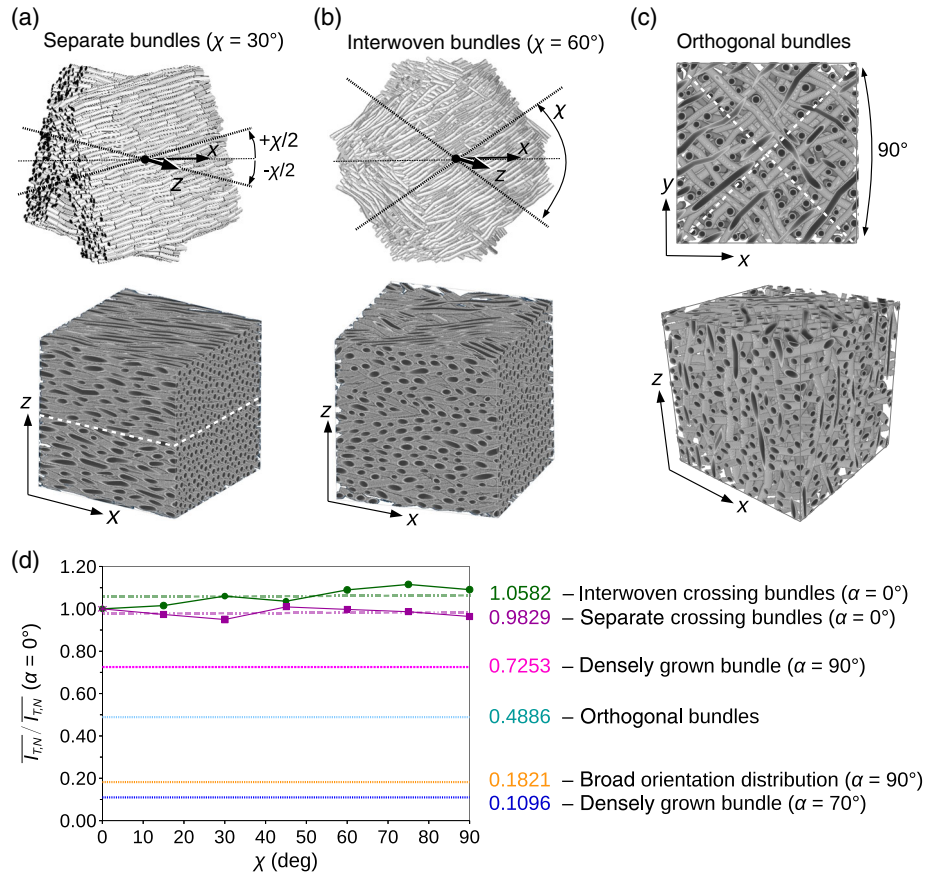 (a)
Separate bundles (χ = 30°)
+χ/2
x
-χ/2
z
(b)
Interwoven bundles (χ = 60°)
χ
x
z
(c)
Orthogonal bundles
90°
y
x
z
x
z
x
z
x
(d)
1.20
1.00
0.80
0.60
0.40
0.20
0.00
I_T,N / I_T,N (α = 0°)
0 10 20 30 40 50 60 70 80 90
χ (deg)
1.0582 – Interwoven crossing bundles (α = 0°)
0.9829 – Separate crossing bundles (α = 0°)
0.7253 – Densely grown bundle (α = 90°)
0.4886 – Orthogonal bundles
0.1821 – Broad orientation distribution (α = 90°)
0.1096 – Densely grown bundle (α = 70°)